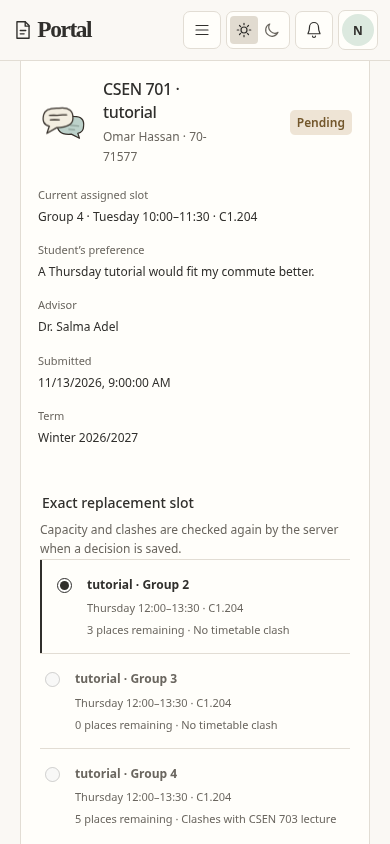 Portal
N
CSEN 701 ·
tutorial
Omar Hassan · 70-
71577
Pending
Current assigned slot
Group 4 · Tuesday 10:00–11:30 · C1.204
Student's preference
A Thursday tutorial would fit my commute better.
Advisor
Dr. Salma Adel
Submitted
11/13/2026, 9:00:00 AM
Term
Winter 2026/2027
Exact replacement slot
Capacity and clashes are checked again by the server
when a decision is saved.
tutorial · Group 2
Thursday 12:00–13:30 · C1.204
3 places remaining · No timetable clash
tutorial · Group 3
Thursday 12:00–13:30 · C1.204
0 places remaining · No timetable clash
tutorial · Group 4
Thursday 12:00–13:30 · C1.204
5 places remaining · Clashes with CSEN 703 lecture